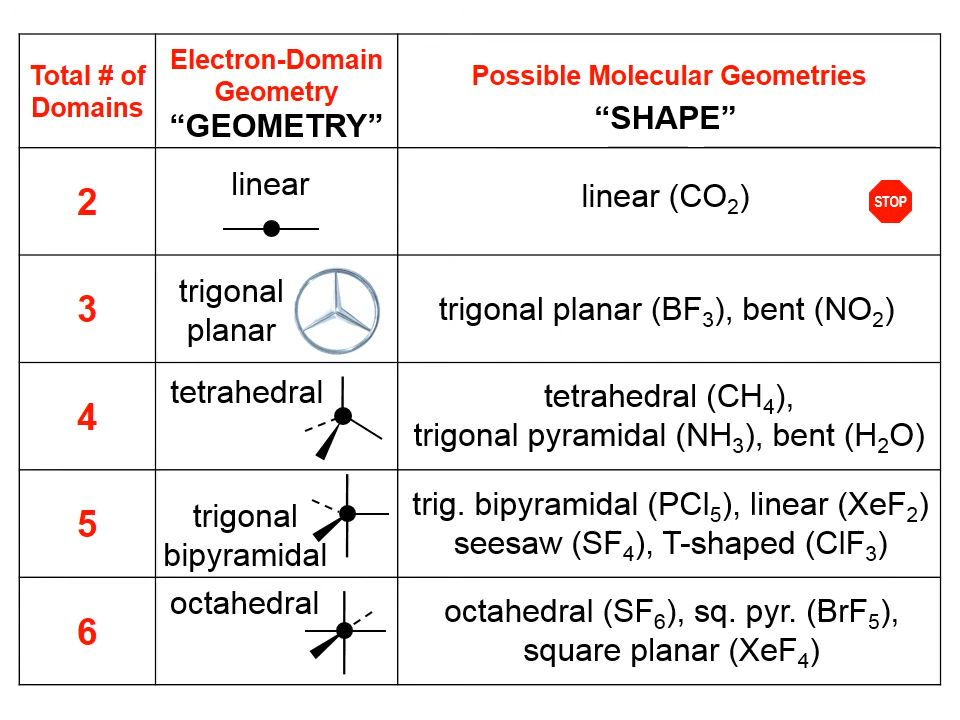 Total # of
Domains
Electron-Domain
Geometry
“GEOMETRY”
Possible Molecular Geometries
“SHAPE”
2
linear
linear (CO₂)
STOP
3
trigonal
planar
trigonal planar (BF₃), bent (NO₂)
4
tetrahedral
tetrahedral (CH₄),
trigonal pyramidal (NH₃), bent (H₂O)
5
trigonal
bipyramidal
trig. bipyramidal (PCl₅), linear (XeF₂)
seesaw (SF₄), T-shaped (ClF₃)
6
octahedral
octahedral (SF₆), sq. pyr. (BrF₅),
square planar (XeF₄)